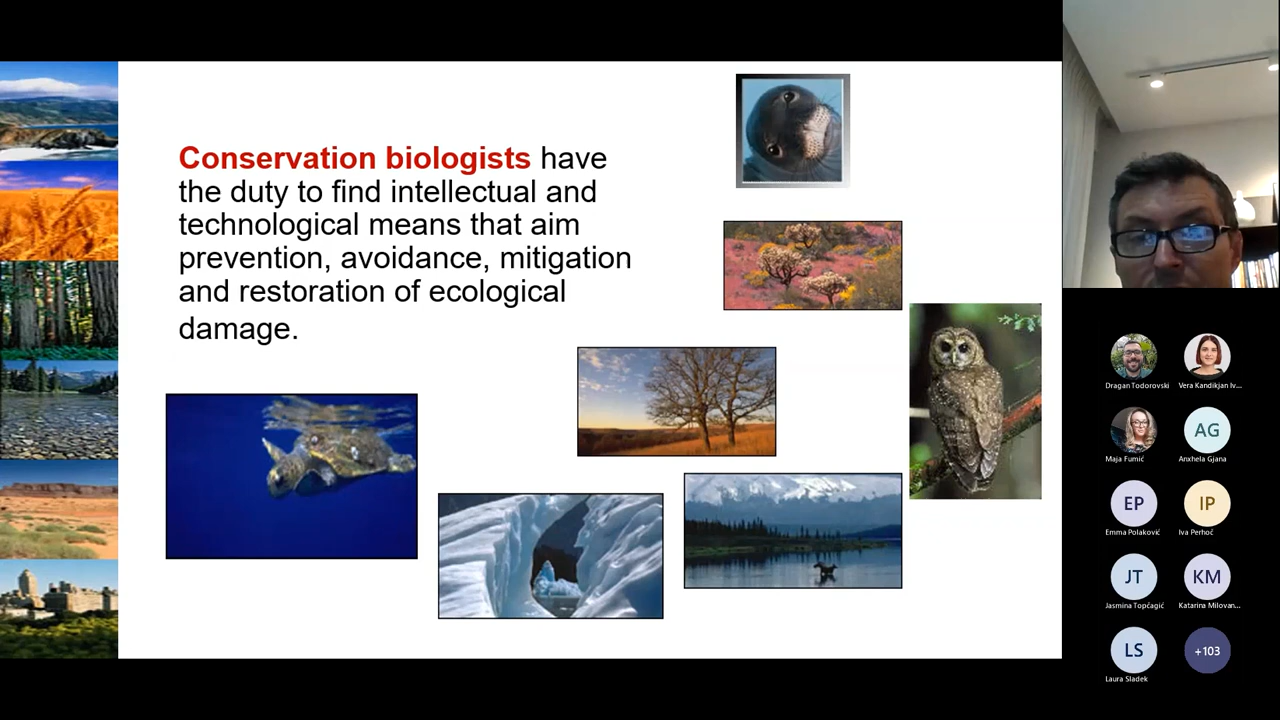 Conservation biologists have
the duty to find intellectual and
technological means that aim
prevention, avoidance, mitigation
and restoration of ecological
damage.
Dragan Todorovski
Vera Kandikjan Iv...
Maja Fumić
AG
Anxhela Gjana
EP
Emma Polaković
IP
Iva Perhoč
JT
Jasmina Topčagić
KM
Katarina Milovan...
LS
Laura Sladek
+103